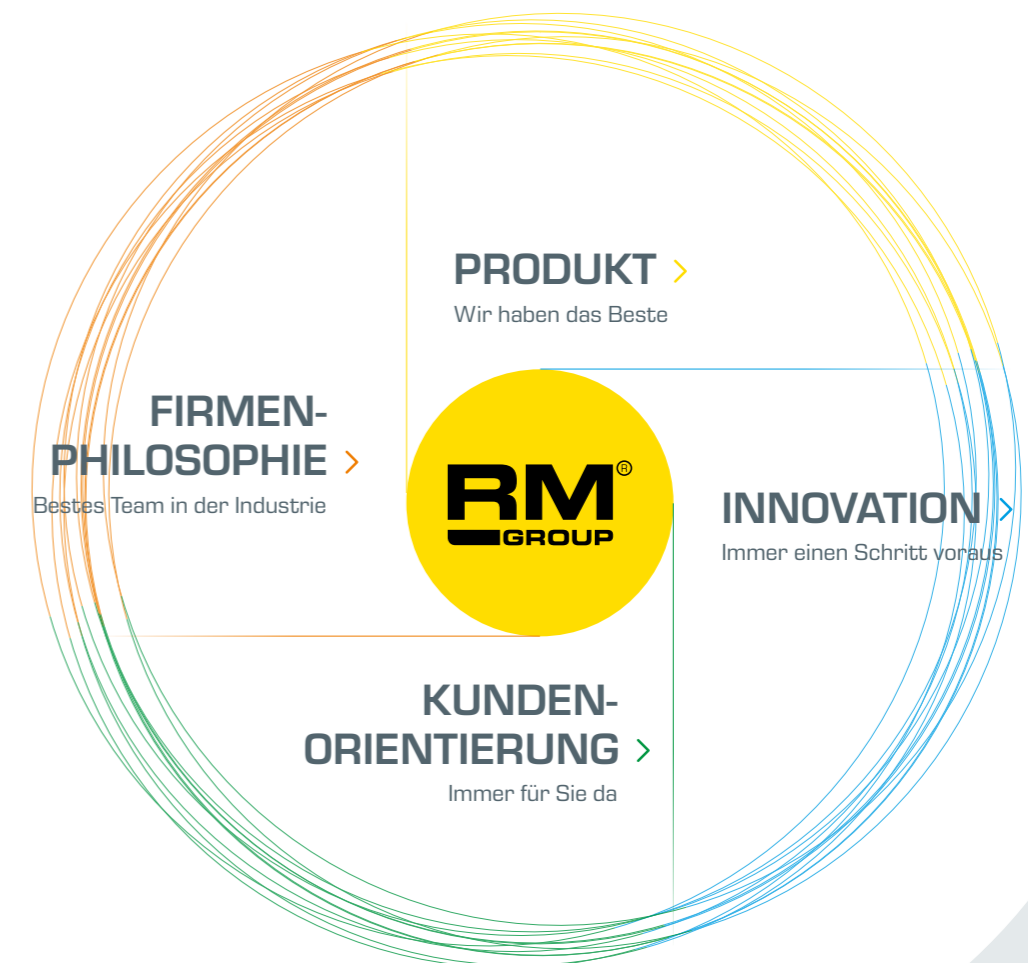 PRODUKT
Wir haben das Beste
FIRMEN-
PHILOSOPHIE
Bestes Team in der Industrie
RM®
GROUP
INNOVATION
Immer einen Schritt voraus
KUNDEN-
ORIENTIERUNG
Immer für Sie da